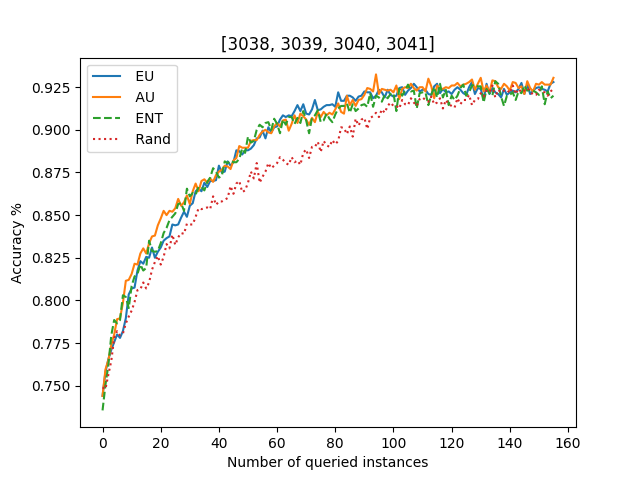 [3038, 3039, 3040, 3041]
EU
AU
ENT
Rand
Accuracy %
0.925
0.900
0.875
0.850
0.825
0.800
0.775
0.750
0 20 40 60 80 100 120 140 160
Number of queried instances